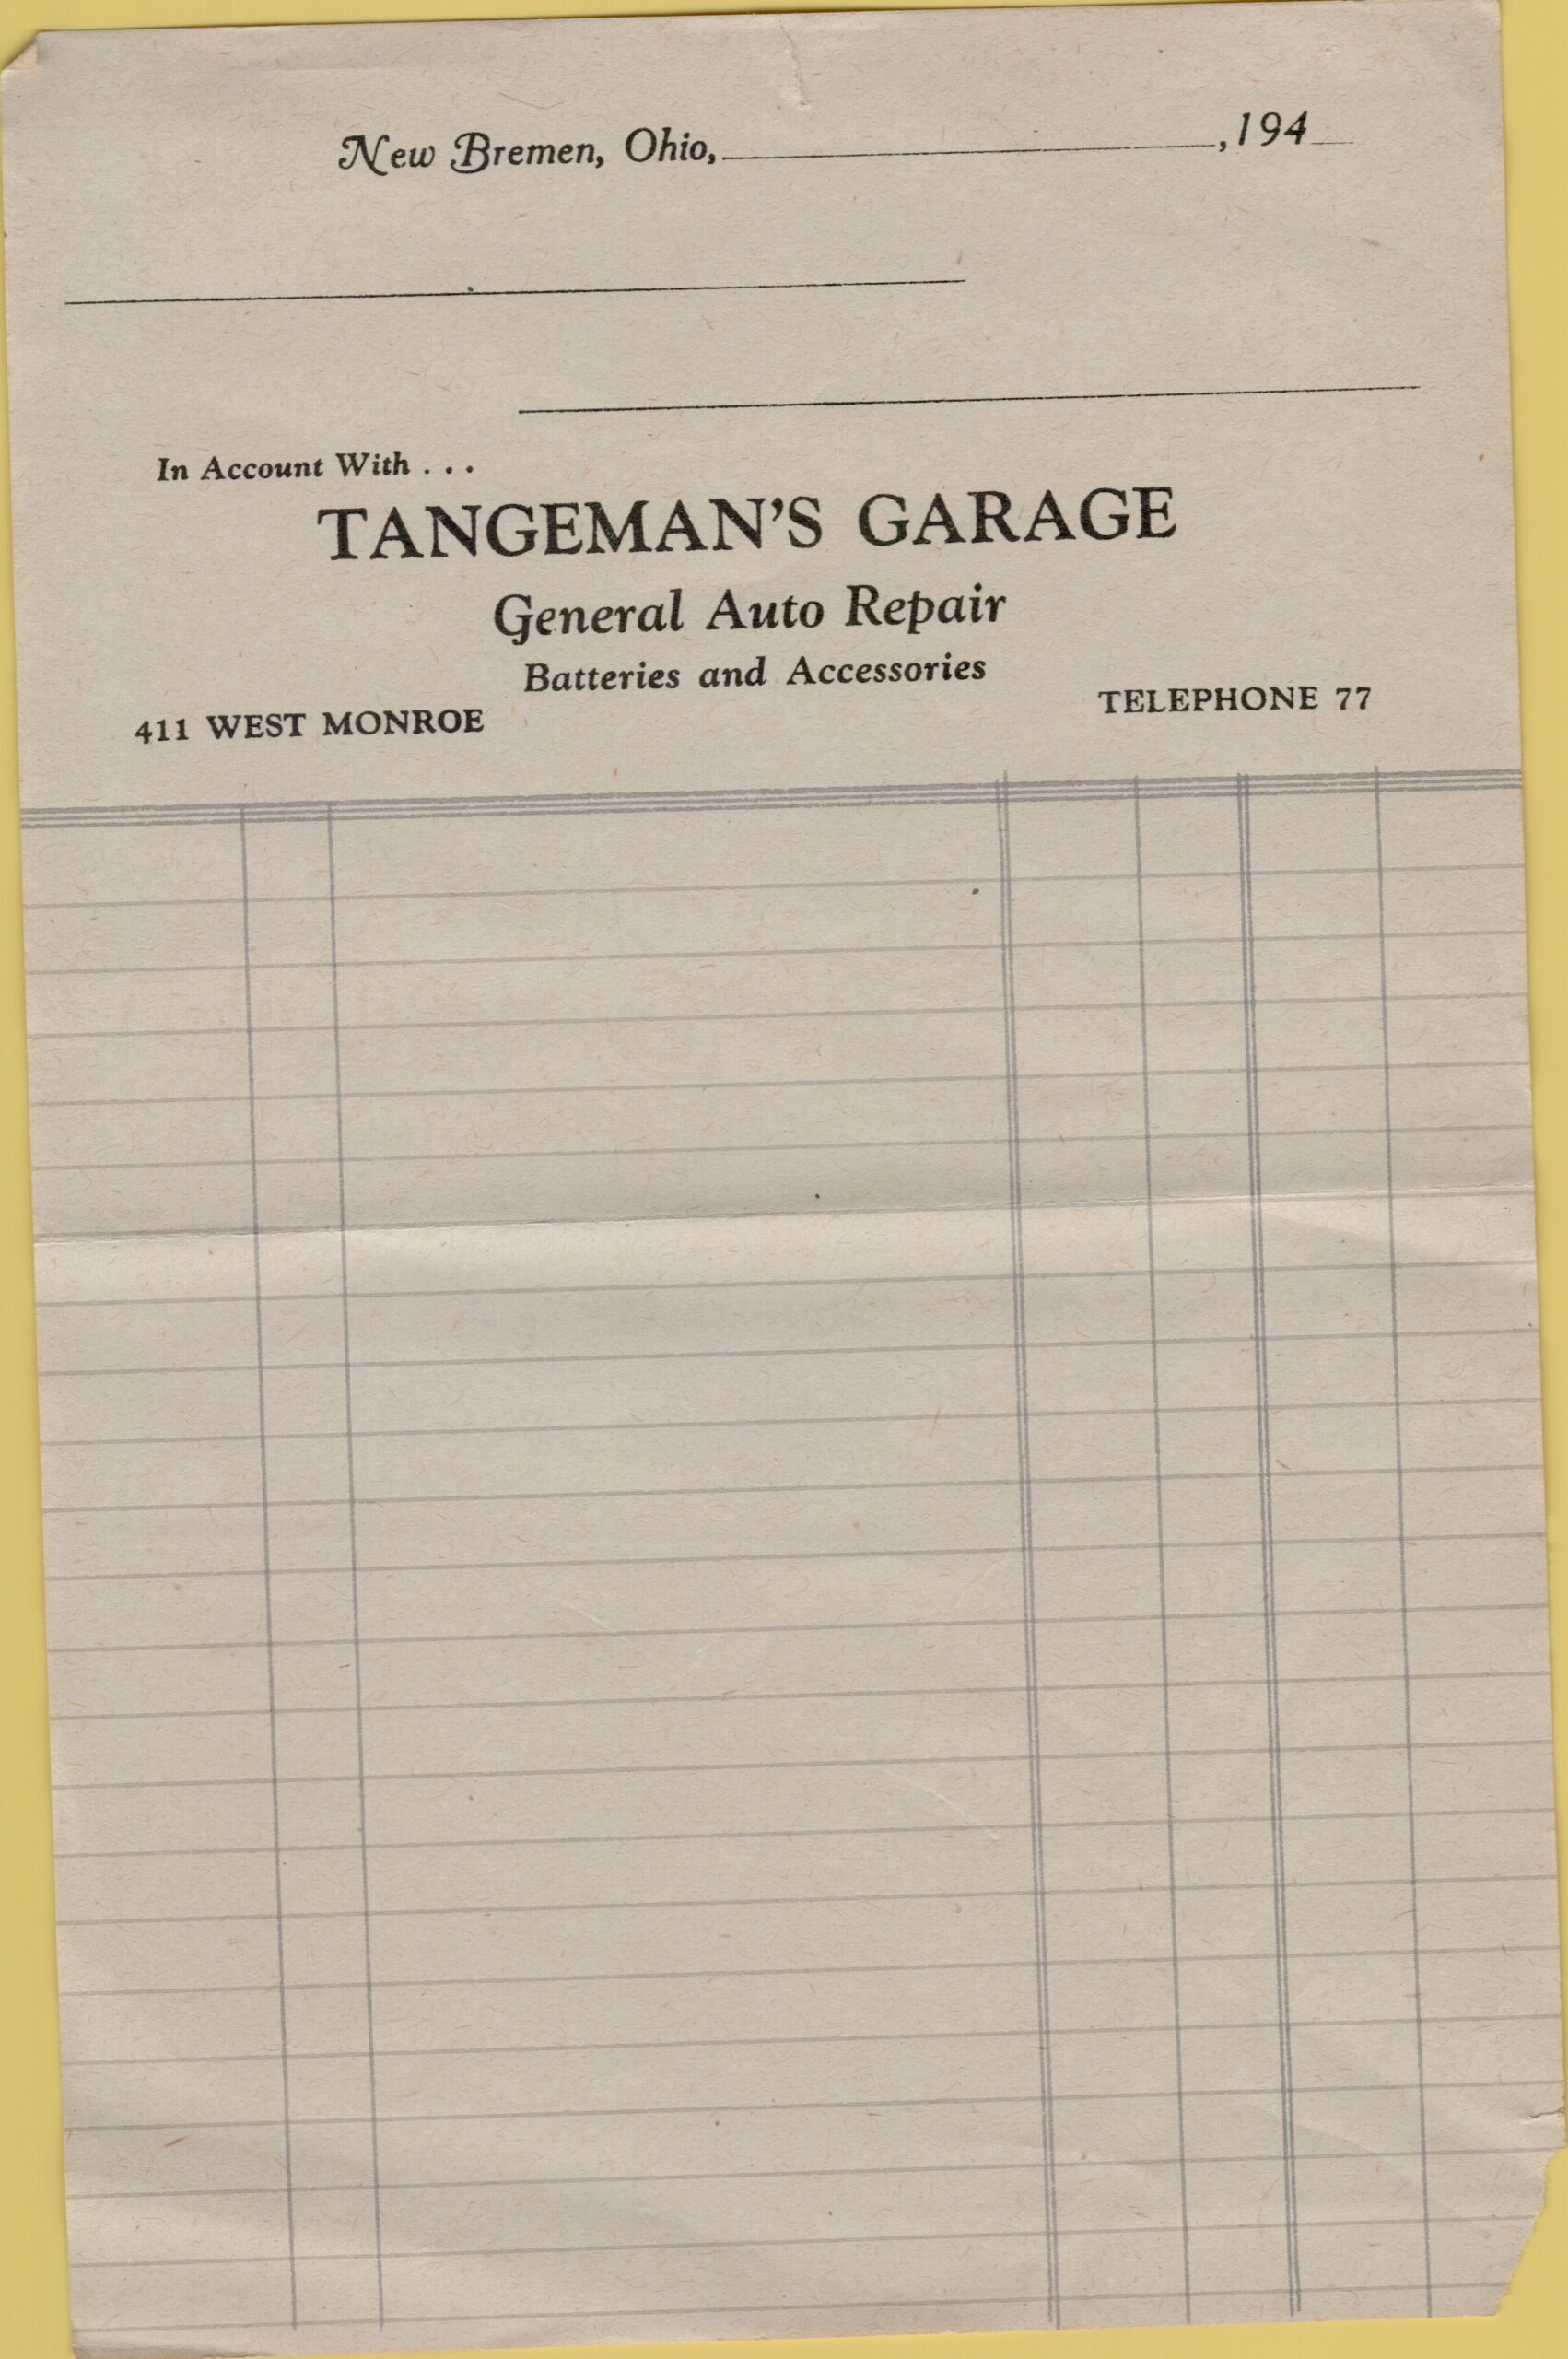 New Bremen, Ohio, ,194
In Account With . . .
TANGEMAN'S GARAGE
General Auto Repair
Batteries and Accessories
411 WEST MONROE TELEPHONE 77